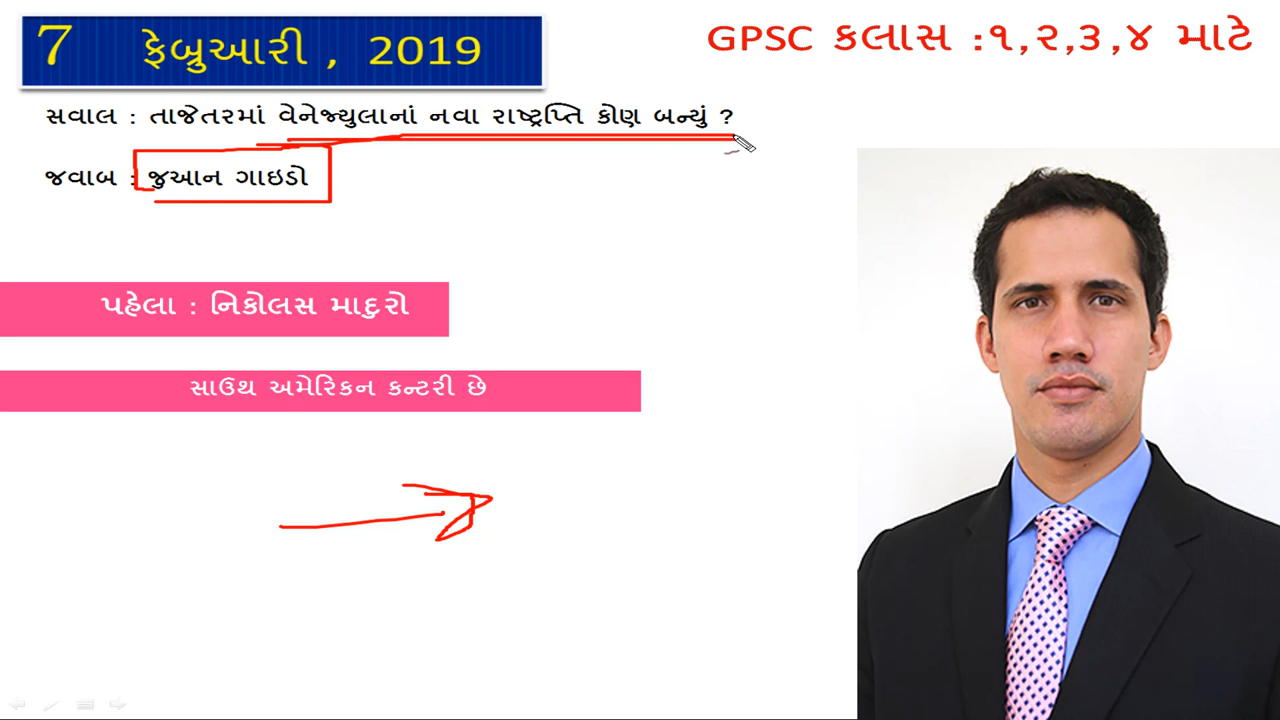 7 ફેબ્રુઆરી , 2019
GPSC કલાસ :૧,૨,૩,૪ માટે
સવાલ : તાજેતરમાં વેનેજ્યુલાનાં નવા રાષ્ટ્રપ્તિ કોણ બન્યું ?
જવાબ : જુઆન ગાઇડો
પહેલા : નિકોલસ માદુરો
સાઉથ અમેરિકન કન્ટરી છે